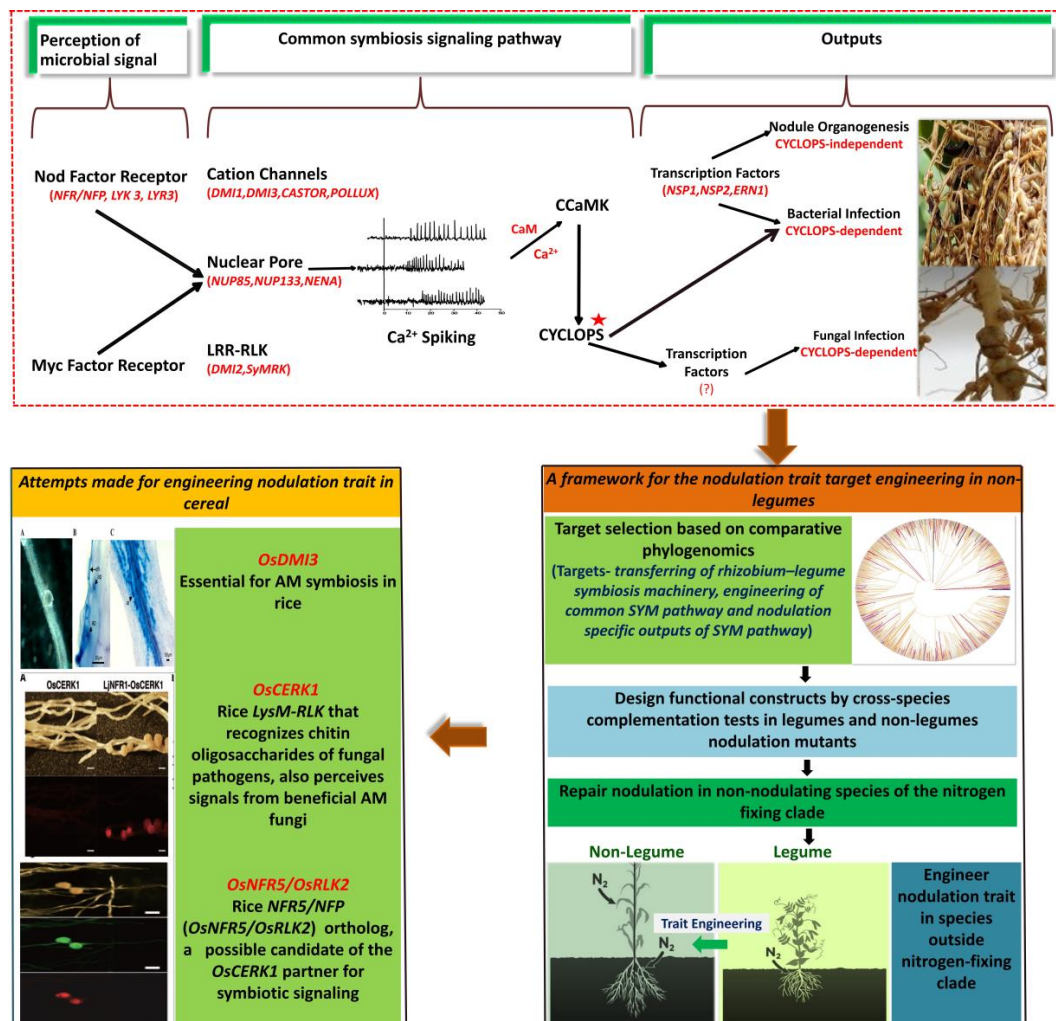 Perception of
microbial signal
Common symbiosis signaling pathway
Outputs
Nod Factor Receptor
(NFR/NFP, LYK 3, LYR3)
Myc Factor Receptor
Cation Channels
(DMI1,DMI3,CASTOR,POLLUX)
Nuclear Pore
(NUP85,NUP133,NENA)
LRR-RLK
(DMI2,SyMRK)
0 10 20 30 40 50
Ca²⁺ Spiking
CaM
Ca²⁺
CCaMK
CYCLOPS
Transcription Factors
(NSP1,NSP2,ERN1)
Nodule Organogenesis
CYCLOPS-independent
Bacterial Infection
CYCLOPS-dependent
Transcription
Factors
(?)
Fungal Infection
CYCLOPS-dependent
Attempts made for engineering nodulation trait in
cereal
A
B
C
OsDMI3
Essential for AM symbiosis in
rice
A
OsCERK1
LjNFR1-OsCERK1
OsCERK1
Rice LysM-RLK that
recognizes chitin
oligosaccharides of fungal
pathogens, also perceives
signals from beneficial AM
fungi
OsNFR5/OsRLK2
Rice NFR5/NFP
(OsNFR5/OsRLK2) ortholog,
a possible candidate of the
OsCERK1 partner for
symbiotic signaling
A framework for the nodulation trait target engineering in non-
legumes
Target selection based on comparative
phylogenomics
(Targets- transferring of rhizobium–legume
symbiosis machinery, engineering of
common SYM pathway and nodulation
specific outputs of SYM pathway)
Design functional constructs by cross-species
complementation tests in legumes and non-legumes
nodulation mutants
Repair nodulation in non-nodulating species of the nitrogen
fixing clade
Non-Legume
Legume
N₂
N₂
Trait Engineering
N₂
Engineer
nodulation trait
in species
outside
nitrogen-fixing
clade